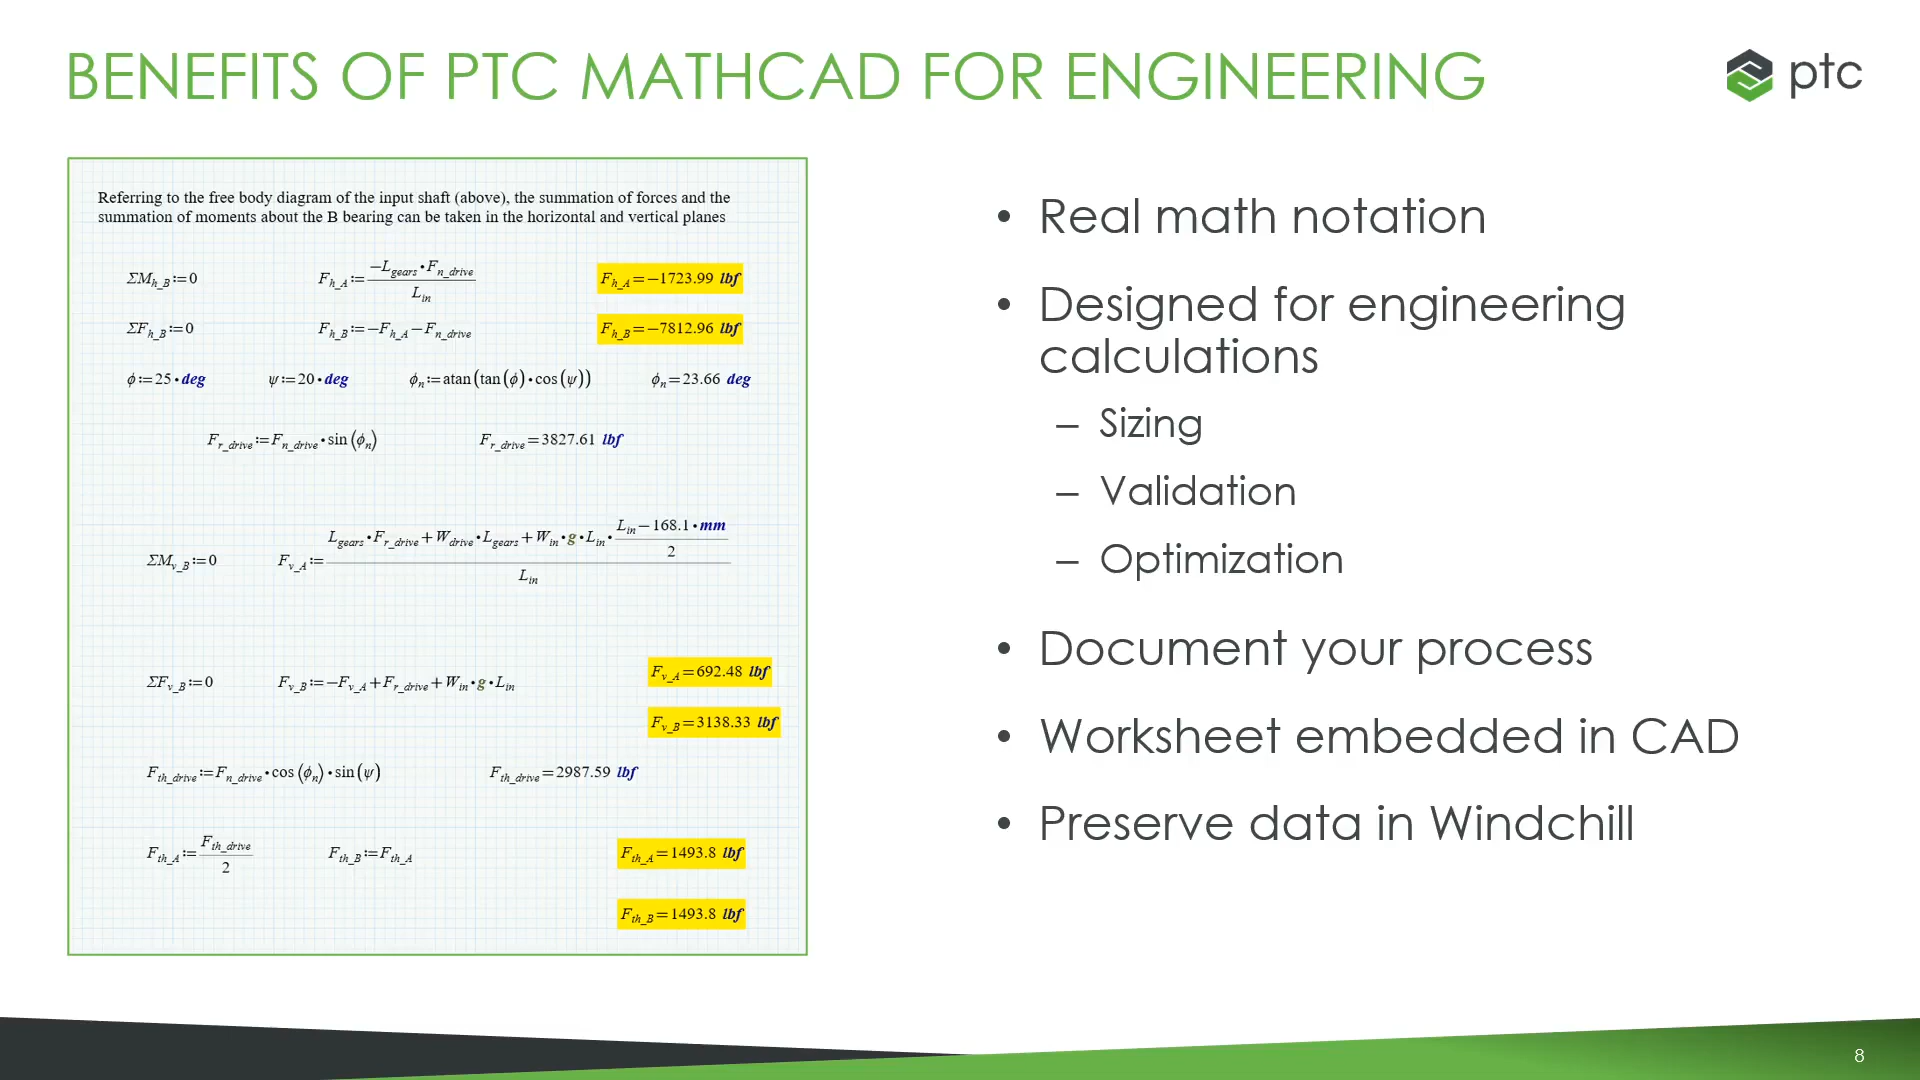 BENEFITS OF PTC MATHCAD FOR ENGINEERING
ptc
Referring to the free body diagram of the input shaft (above), the summation of forces and the
summation of moments about the B bearing can be taken in the horizontal and vertical planes
ΣM_h_B:=0 F_h_A:=(−L_gears•F_n_drive)/L_in F_h_A=−1723.99 lbf
ΣF_h_B:=0 F_h_B:=−F_h_A−F_n_drive F_h_B=−7812.96 lbf
ϕ:=25•deg ψ:=20•deg ϕ_n:=atan(tan(ϕ)•cos(ψ)) ϕ_n=23.66 deg
F_r_drive:=F_n_drive•sin(ϕ_n) F_r_drive=3827.61 lbf
ΣM_v_B:=0 F_v_A:=(L_gears•F_r_drive+W_drive•L_gears+W_in•g•L_in•(L_in−168.1•mm)/2)/L_in
ΣF_v_B:=0 F_v_B:=−F_v_A+F_r_drive+W_in•g•L_in F_v_A=692.48 lbf
F_v_B=3138.33 lbf
F_th_drive:=F_n_drive•cos(ϕ_n)•sin(ψ) F_th_drive=2987.59 lbf
F_th_A:=F_th_drive/2 F_th_B:=F_th_A F_th_A=1493.8 lbf
F_th_B=1493.8 lbf
• Real math notation
• Designed for engineering
calculations
– Sizing
– Validation
– Optimization
• Document your process
• Worksheet embedded in CAD
• Preserve data in Windchill
8